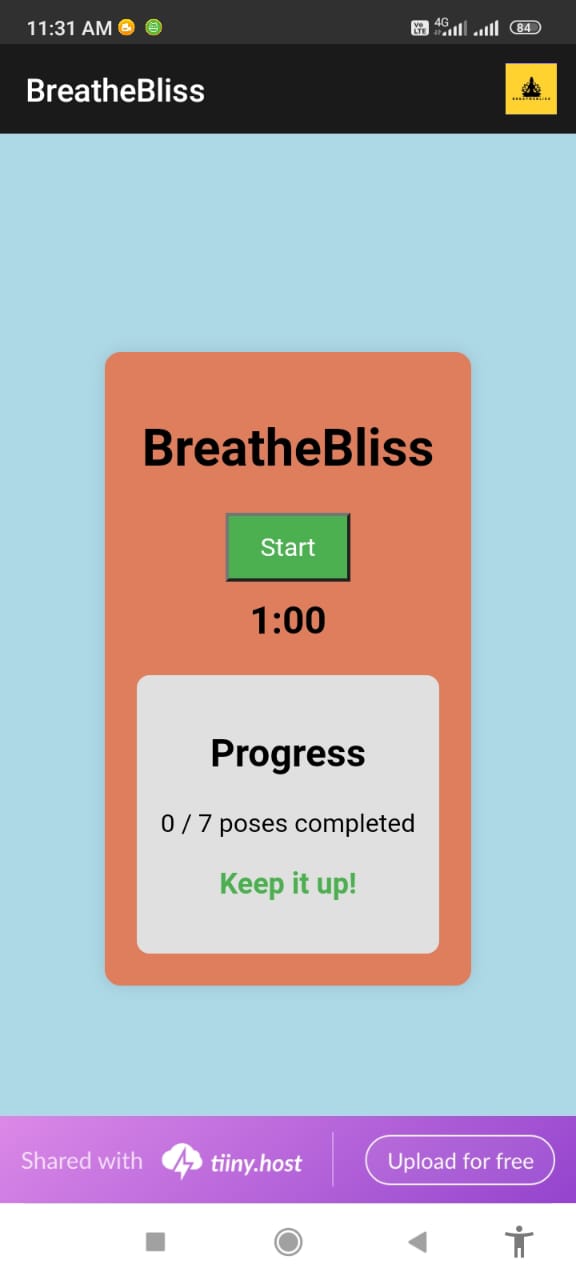 11:31 AM
4G
84
BreatheBliss
BREATHEBLISS
BreatheBliss
Start
1:00
Progress
0 / 7 poses completed
Keep it up!
Shared with tiiny.host
Upload for free